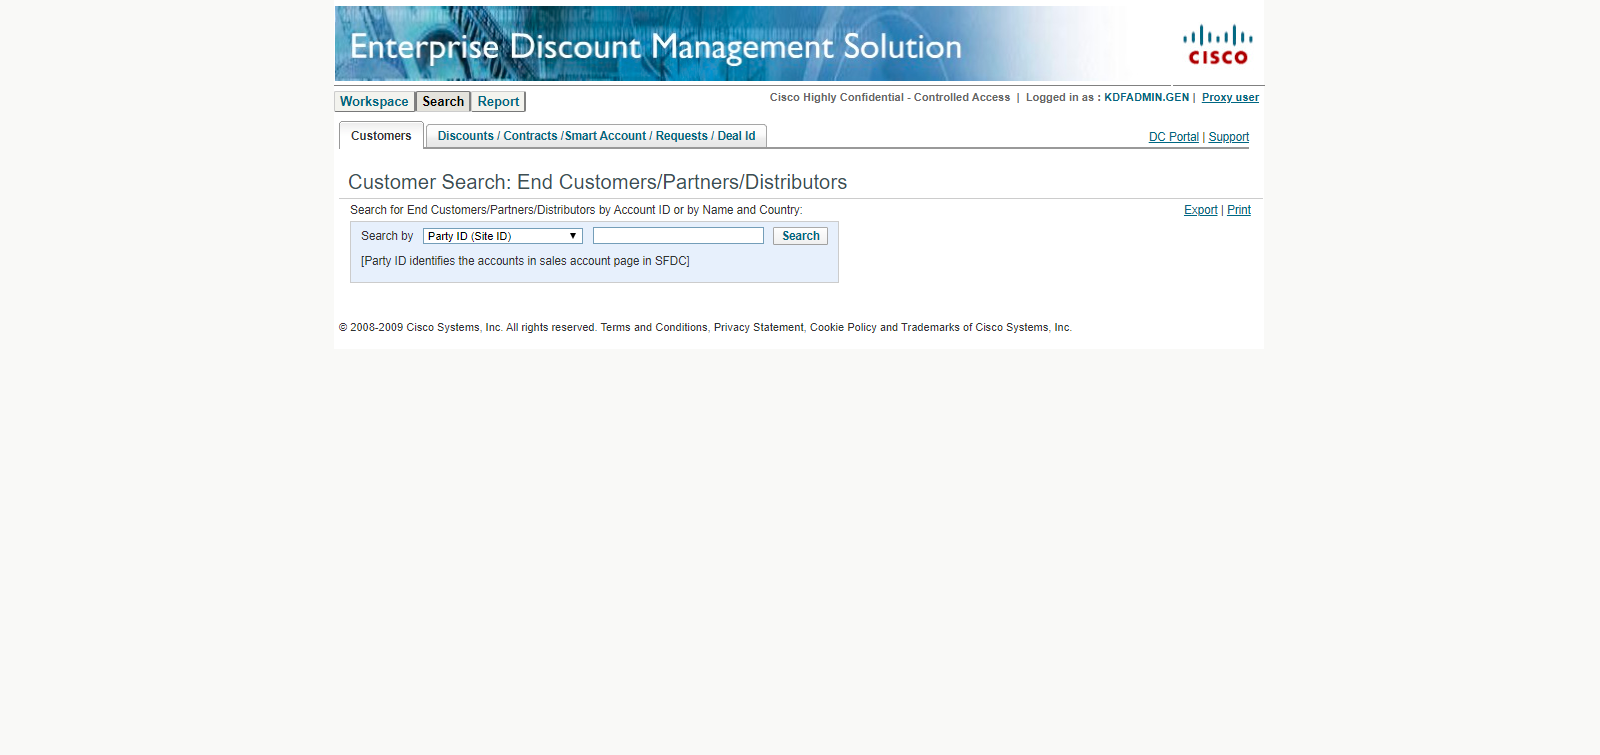 Enterprise Discount Management Solution
CISCO
Workspace Search Report
Cisco Highly Confidential - Controlled Access | Logged in as : KDFADMIN.GEN | Proxy user
Customers Discounts / Contracts /Smart Account / Requests / Deal Id
DC Portal | Support
Customer Search: End Customers/Partners/Distributors
Search for End Customers/Partners/Distributors by Account ID or by Name and Country:
Export | Print
Search by Party ID (Site ID) Search
[Party ID identifies the accounts in sales account page in SFDC]
© 2008-2009 Cisco Systems, Inc. All rights reserved. Terms and Conditions, Privacy Statement, Cookie Policy and Trademarks of Cisco Systems, Inc.